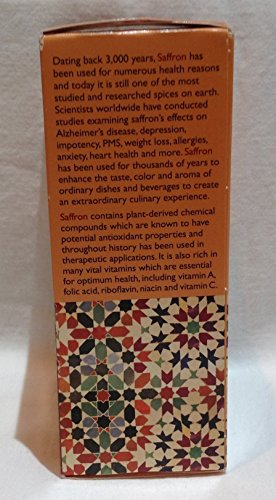 Dating back 3,000 years, Saffron has
been used for numerous health reasons
and today it is still one of the most
studied and researched spices on earth.
Scientists worldwide have conducted
studies examining saffron's effects on
Alzheimer's disease, depression,
impotency, PMS, weight loss, allergies,
anxiety, heart health and more. Saffron
has been used for thousands of years to
enhance the taste, color and aroma of
ordinary dishes and beverages to create
an extraordinary culinary experience.
Saffron contains plant-derived chemical
compounds which are known to have
potential antioxidant properties and
throughout history has been used in
therapeutic applications. It is also rich in
many vital vitamins which are essential
for optimum health, including vitamin A,
folic acid, riboflavin, niacin and vitamin C.